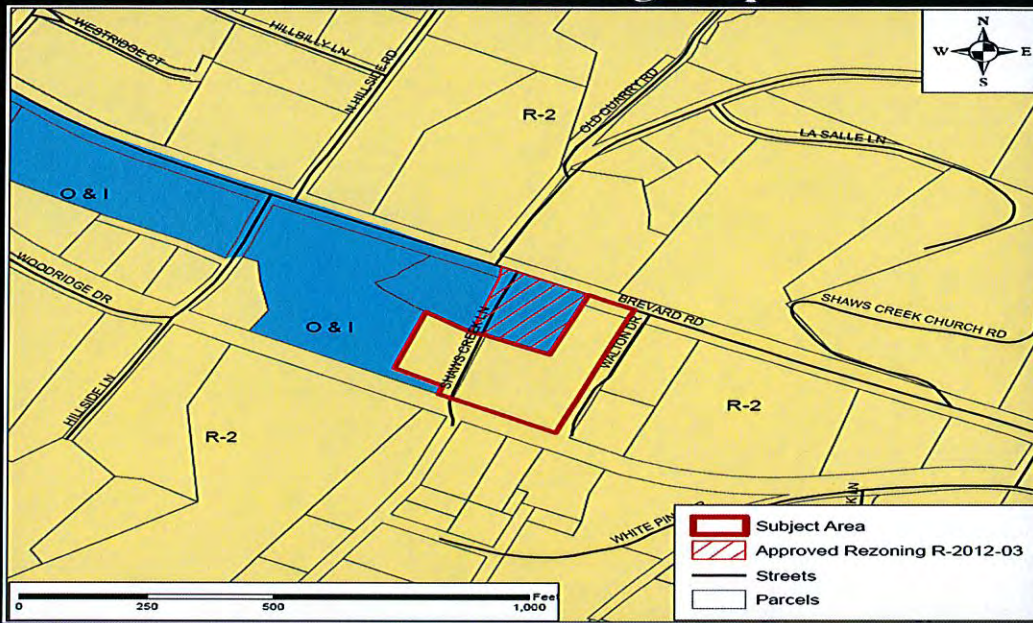 N
W E
S
WESTRIDGE CT
HILLBILLY LN
N HILLSIDE RD
R-2
OLD QUARRY RD
LA SALLE LN
O & I
WOODRIDGE DR
O & I
SHAWS CREEK LN
BREVARD RD
WALTON DR
SHAWS CREEK CHURCH RD
HILLSIDE LN
R-2
R-2
WHITE PIN
Subject Area
Approved Rezoning R-2012-03
Streets
Parcels
Feet
0 250 500 1,000